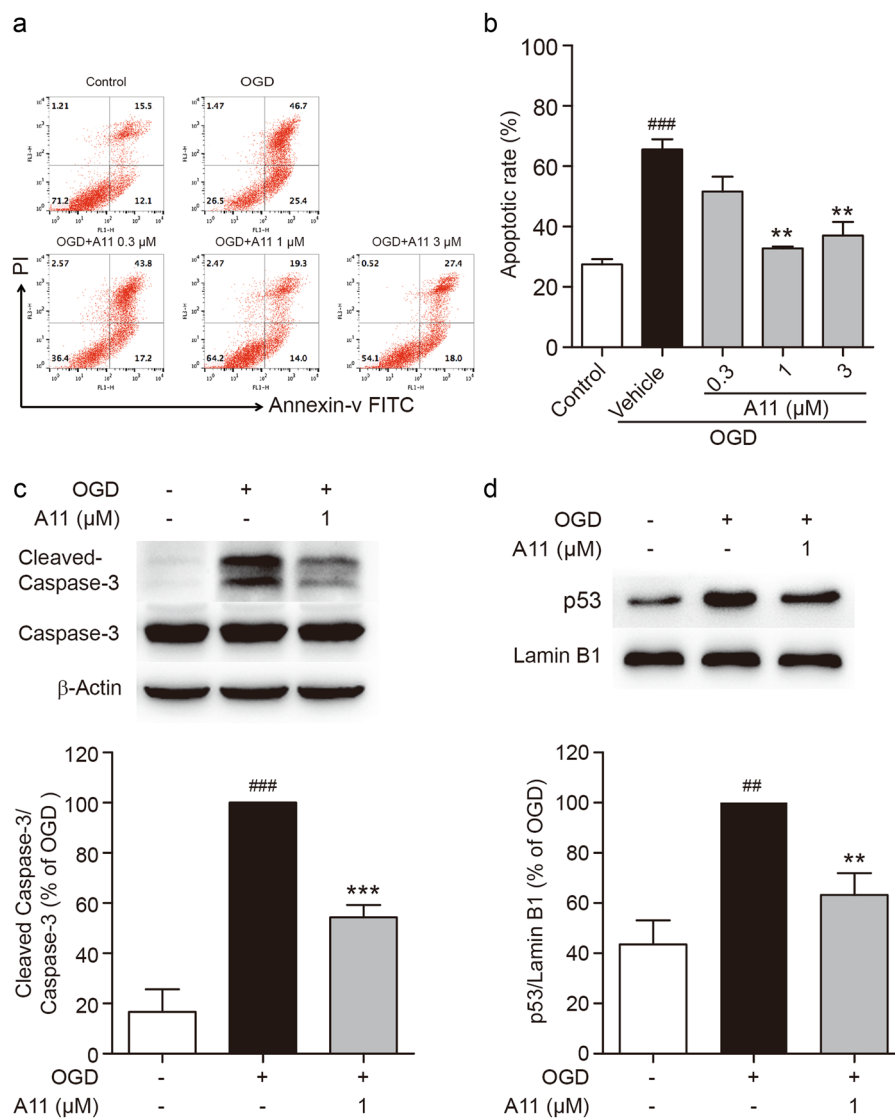 a
Control
OGD
1.21 15.5
71.2 12.1
1.47 46.7
26.5 25.4
FL1-H
FL1-H
OGD+A11 0.3 µM
OGD+A11 1 µM
OGD+A11 3 µM
2.57 43.8
36.4 17.2
2.47 19.3
64.2 14.0
0.52 27.4
54.1 18.0
FL1-H
FL1-H
FL1-H
PI
Annexin-v FITC
b
Apoptotic rate (%)
100
80
60
40
20
0
###
**
**
Control
Vehicle
0.3
1
3
A11 (µM)
OGD
c
OGD - + +
A11 (µM) - - 1
Cleaved-
Caspase-3
Caspase-3
β-Actin
Cleaved Caspase-3/
Caspase-3 (% of OGD )
120
100
80
60
40
20
0
###
***
OGD - + +
A11 (µM) - - 1
d
OGD - + +
A11 (µM) - - 1
p53
Lamin B1
p53/Lamin B1 (% of OGD)
120
100
80
60
40
20
0
##
**
OGD - + +
A11 (µM) - - 1